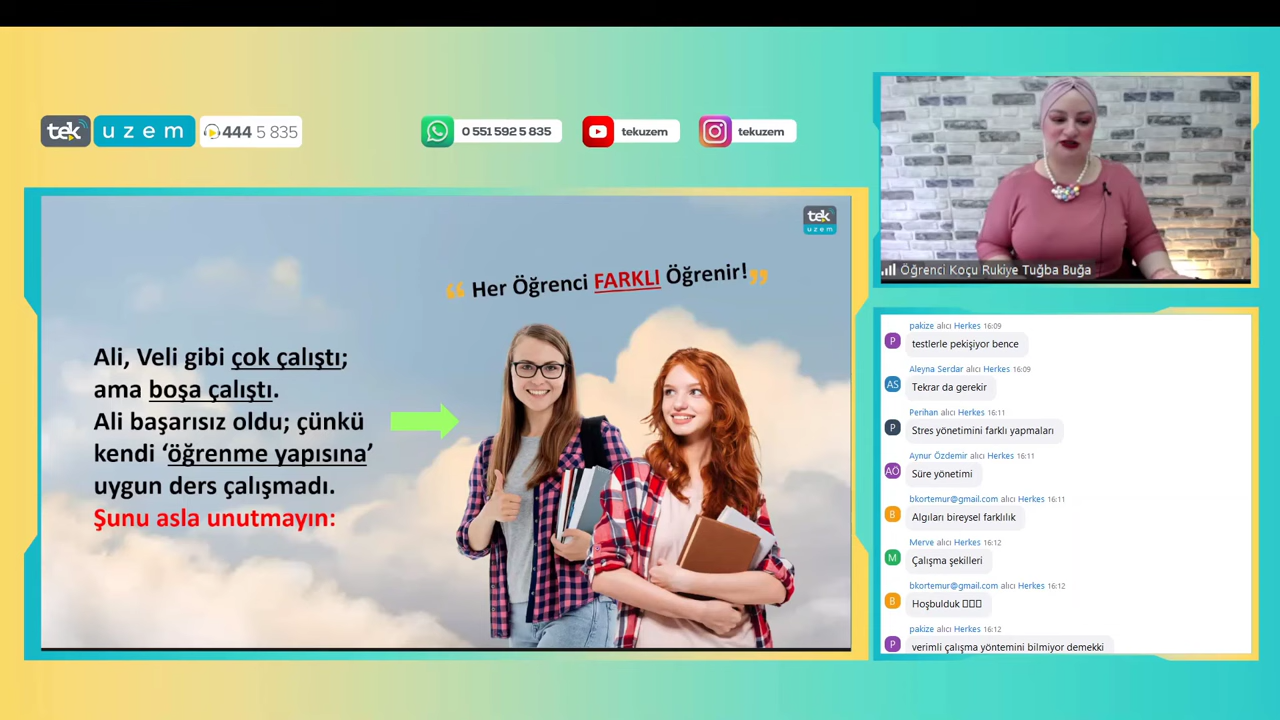 tek uzem 444 5 835
0 551 592 5 835
tekuzem
tekuzem
tek
uzem
“ Her Öğrenci FARKLI Öğrenir! ”
Ali, Veli gibi çok çalıştı;
ama boşa çalıştı.
Ali başarısız oldu; çünkü
kendi ‘öğrenme yapısına’
uygun ders çalışmadı.
Şunu asla unutmayın:
Öğrenci Koçu Rukiye Tuğba Buğa
pakize alıcı Herkes 16:09
P
testlerle pekişiyor bence
Aleyna Serdar alıcı Herkes 16:09
AS
Tekrar da gerekir
Perihan alıcı Herkes 16:11
P
Stres yönetimini farklı yapmaları
Aynur Özdemir alıcı Herkes 16:11
AÖ
Süre yönetimi
bkortemur@gmail.com alıcı Herkes 16:11
B
Algıları bireysel farklılık
Merve alıcı Herkes 16:12
M
Çalışma şekilleri
bkortemur@gmail.com alıcı Herkes 16:12
B
Hoşbulduk
pakize alıcı Herkes 16:12
P
verimli çalışma yöntemini bilmiyor demekki